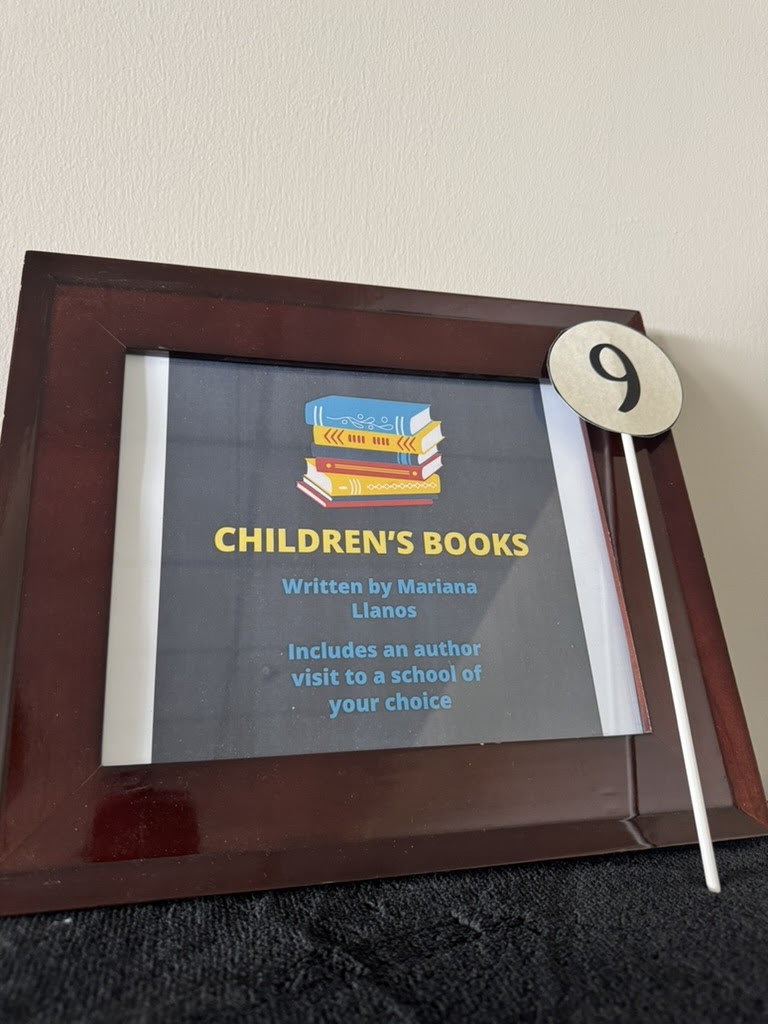 9
CHILDREN'S BOOKS
Written by Mariana
Llanos
Includes an author
visit to a school of
your choice